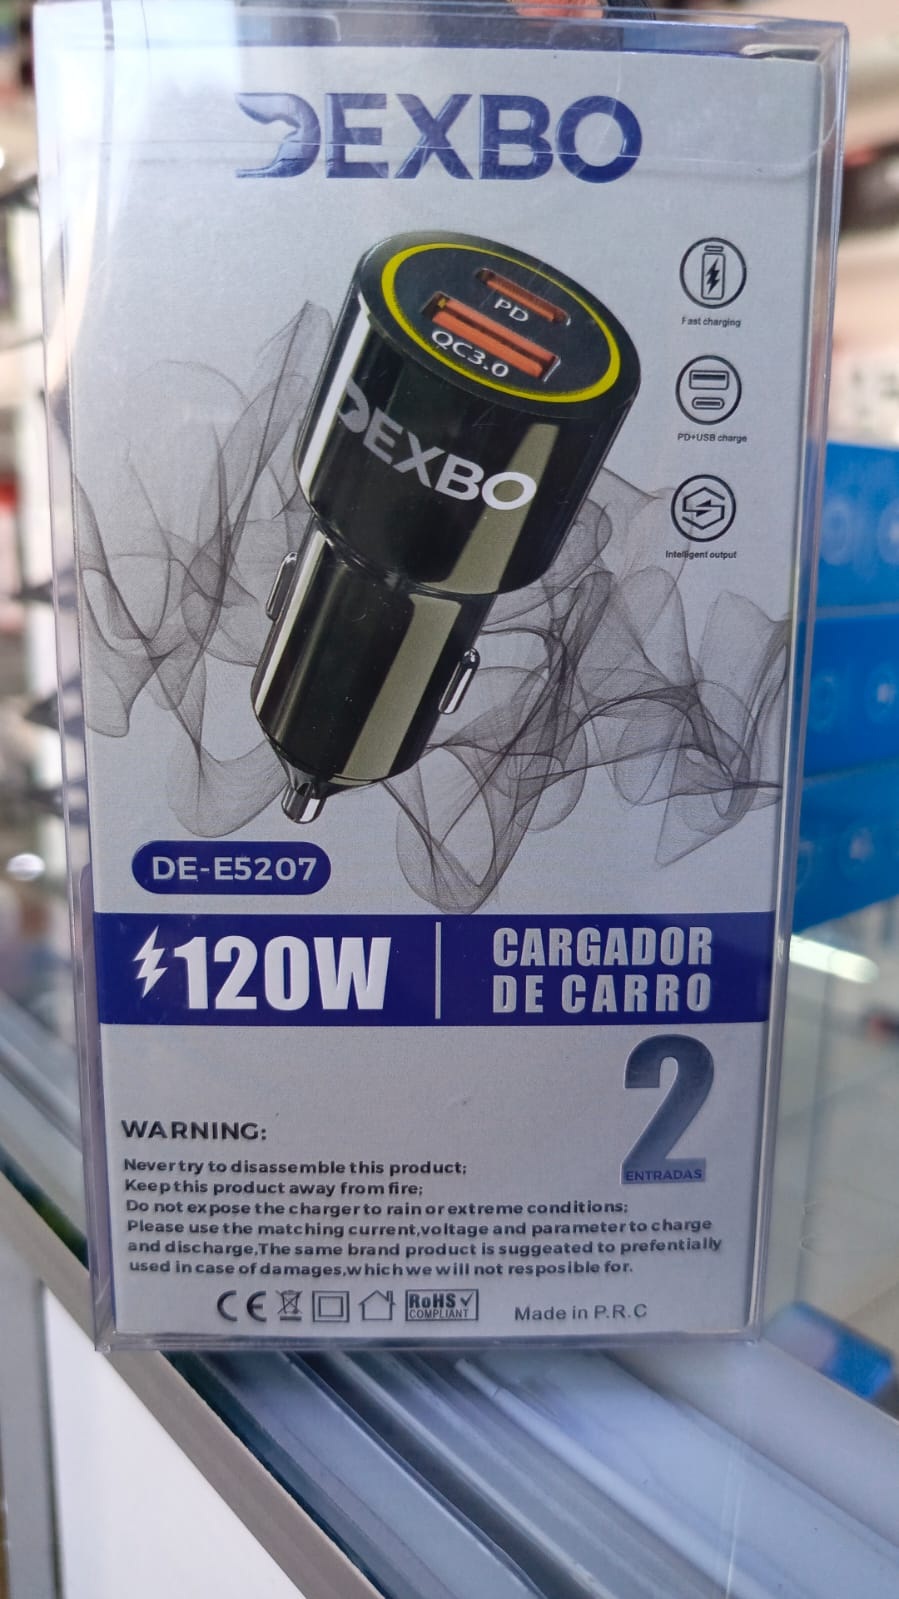 DEXBO
PD
QC3.0
DEXBO
Fast charging
PD+USB charge
Intelligent output
DE-E5207
120W
CARGADOR
DE CARRO
2
ENTRADAS
WARNING:
Never try to disassemble this product;
Keep this product away from fire;
Do not expose the charger to rain or extreme conditions;
Please use the matching current,voltage and parameter to charge
and discharge,The same brand product is suggeated to prefentially
used in case of damages,which we will not resposible for.
CE RoHS
COMPLIANT
Made in P.R.C